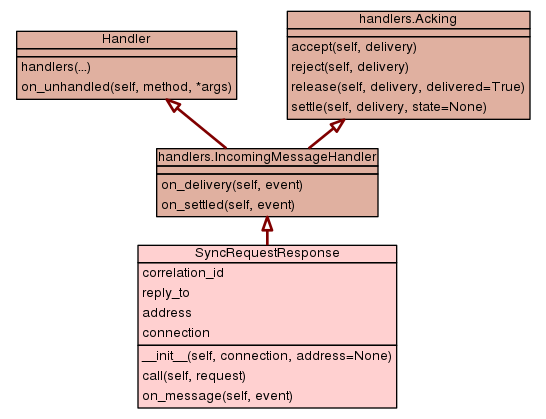 handlers.Acking
accept(self, delivery)
reject(self, delivery)
release(self, delivery, delivered=True)
settle(self, delivery, state=None)
Handler
handlers(...)
on_unhandled(self, method, *args)
handlers.IncomingMessageHandler
on_delivery(self, event)
on_settled(self, event)
SyncRequestResponse
correlation_id
reply_to
address
connection
__init__(self, connection, address=None)
call(self, request)
on_message(self, event)